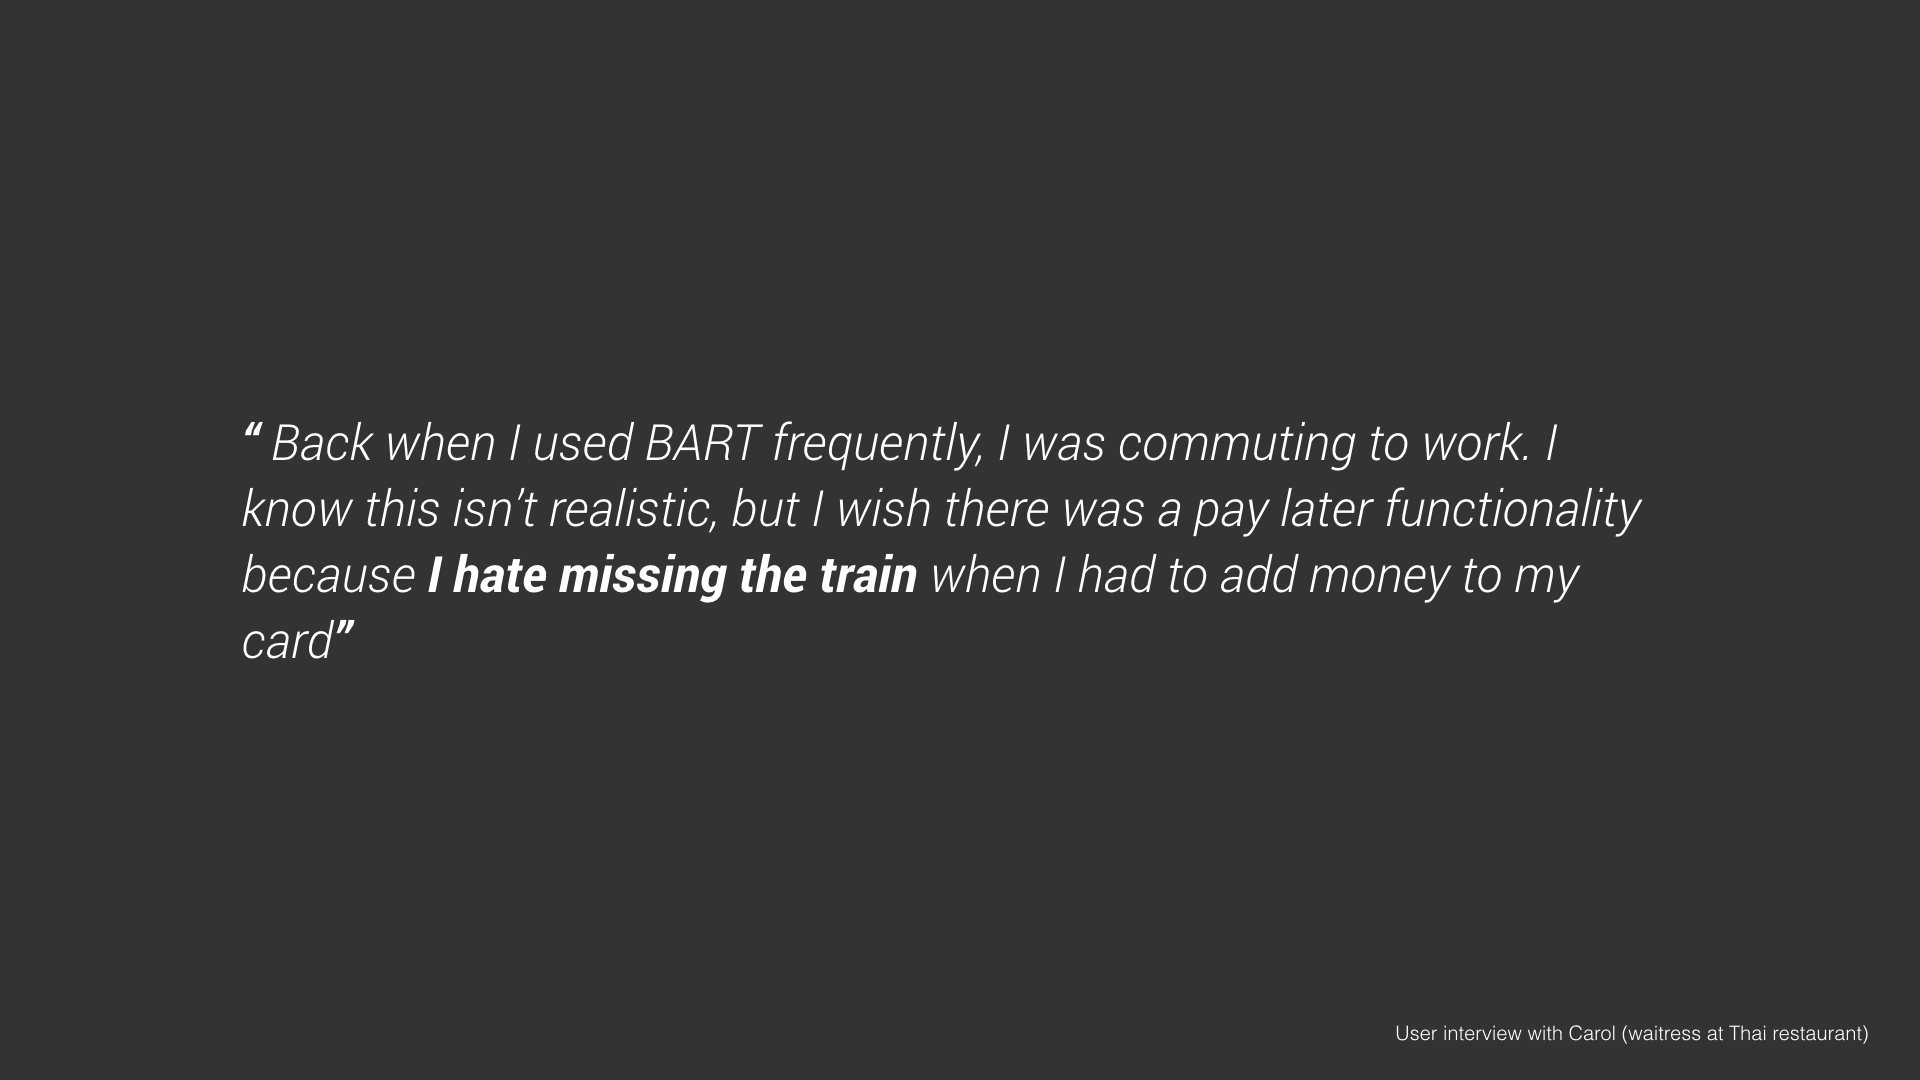 “ Back when I used BART frequently, I was commuting to work. I
know this isn’t realistic, but I wish there was a pay later functionality
because I hate missing the train when I had to add money to my
card”
User interview with Carol (waitress at Thai restaurant)